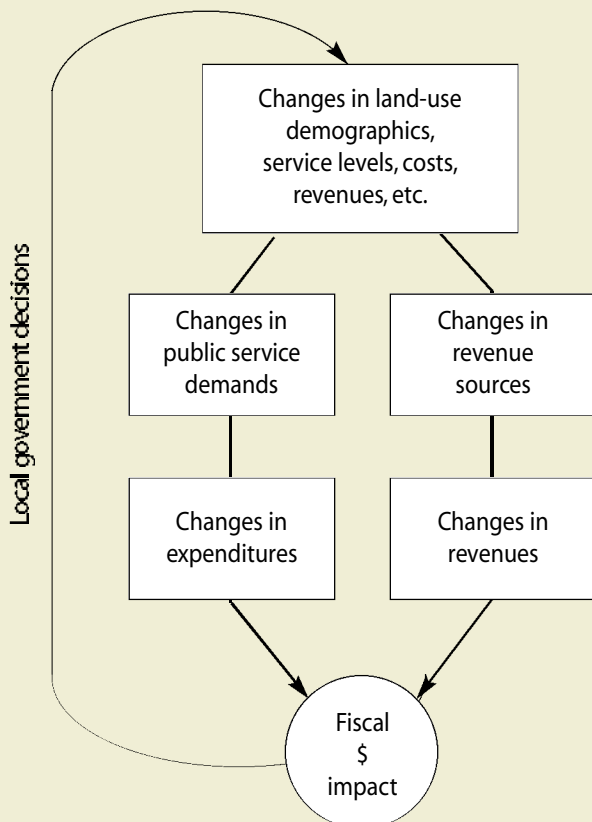 Changes in land-use
demographics,
service levels, costs,
revenues, etc.
Local government decisions
Changes in
public service
demands
Changes in
revenue
sources
Changes in
expenditures
Changes in
revenues
Fiscal
$
impact